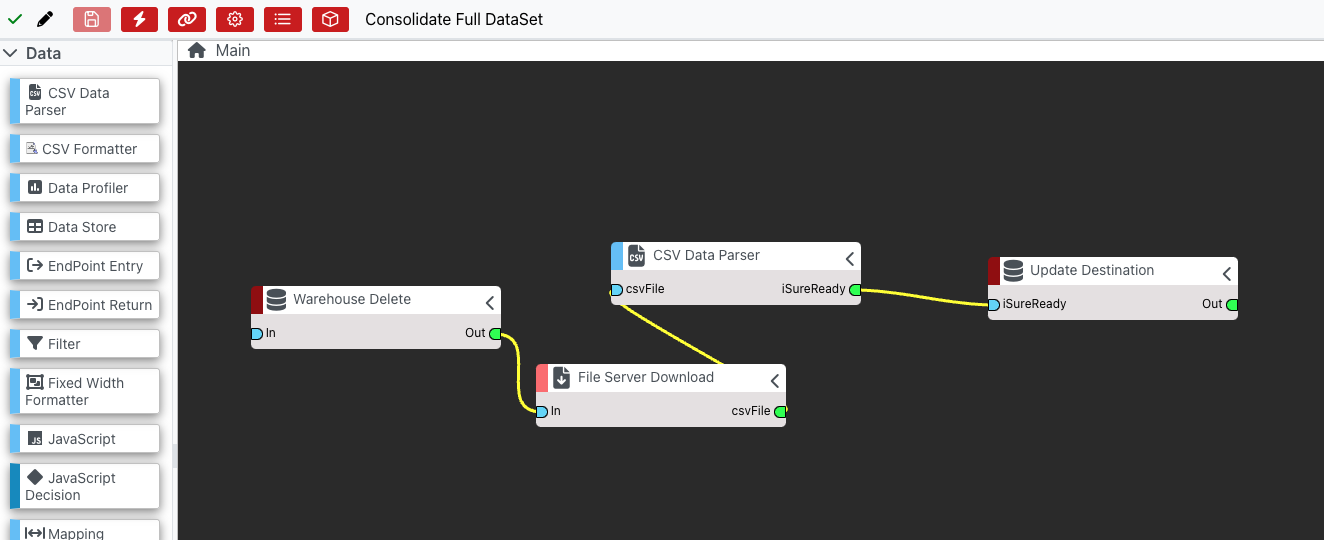 Consolidate Full DataSet
Data
Main
CSV Data
Parser
CSV Formatter
Data Profiler
Data Store
EndPoint Entry
EndPoint Return
Filter
Fixed Width
Formatter
JS JavaScript
JavaScript
Decision
Mapping
Warehouse Delete
In Out
File Server Download
In csvFile
CSV CSV Data Parser
csvFile iSureReady
Update Destination
iSureReady Out